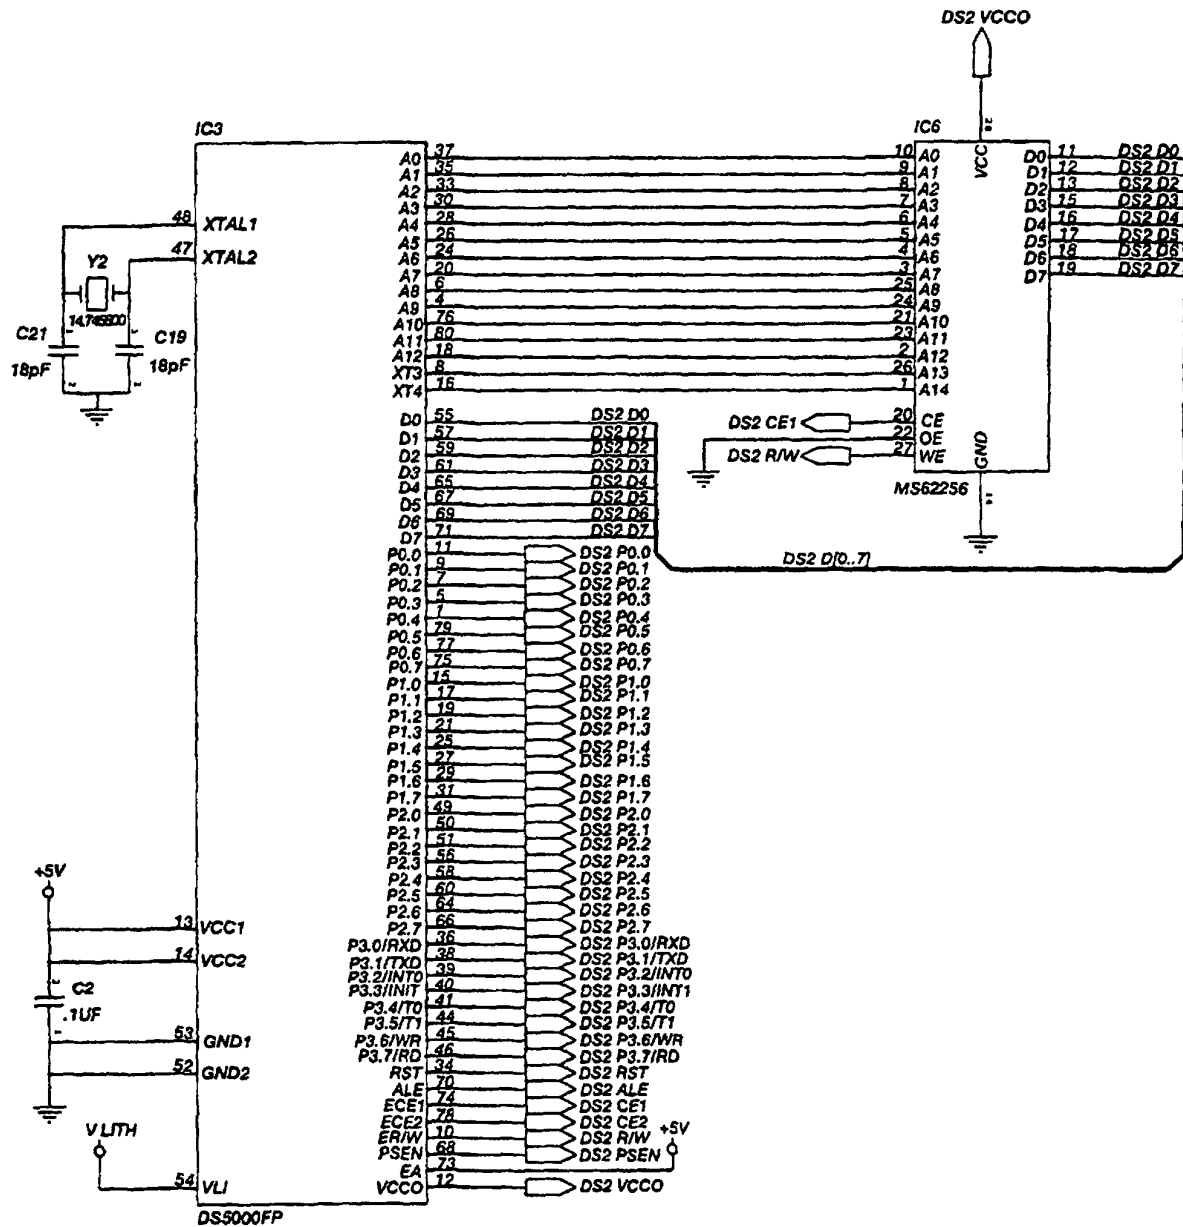 DS2 VCCO
IC3
IC6
A0 37
A1 35
A2 33
A3 30
A4 28
A5 26
A6 24
A7 20
A8 6
A9 4
A10 76
A11 80
A12 18
XT3 8
XT4 16
10 A0
9 A1
8 A2
7 A3
6 A4
5 A5
4 A6
3 A7
25 A8
24 A9
21 A10
23 A11
2 A12
26 A13
1 A14
28
VCC
D0 11 DS2 D0
D1 12 DS2 D1
D2 13 DS2 D2
D3 15 DS2 D3
D4 16 DS2 D4
D5 17 DS2 D5
D6 18 DS2 D6
D7 19 DS2 D7
48 XTAL1
47 XTAL2
Y2
14.745600
C21
18pF
C19
18pF
DS2 CE1 20 CE
22 OE
DS2 R/W 27 WE
GND
14
MS62256
D0 55 DS2 D0
D1 57 DS2 D1
D2 59 DS2 D2
D3 61 DS2 D3
D4 65 DS2 D4
D5 67 DS2 D5
D6 69 DS2 D6
D7 71 DS2 D7
DS2 D[0..7]
P0.0 11 DS2 P0.0
P0.1 9 DS2 P0.1
P0.2 7 DS2 P0.2
P0.3 5 DS2 P0.3
P0.4 1 DS2 P0.4
P0.5 79 DS2 P0.5
P0.6 77 DS2 P0.6
P0.7 75 DS2 P0.7
P1.0 15 DS2 P1.0
P1.1 17 DS2 P1.1
P1.2 19 DS2 P1.2
P1.3 21 DS2 P1.3
P1.4 25 DS2 P1.4
P1.5 27 DS2 P1.5
P1.6 29 DS2 P1.6
P1.7 31 DS2 P1.7
P2.0 49 DS2 P2.0
P2.1 50 DS2 P2.1
P2.2 51 DS2 P2.2
P2.3 56 DS2 P2.3
P2.4 58 DS2 P2.4
P2.5 60 DS2 P2.5
P2.6 64 DS2 P2.6
P2.7 66 DS2 P2.7
P3.0/RXD 36 DS2 P3.0/RXD
P3.1/TXD 38 DS2 P3.1/TXD
P3.2/INT0 39 DS2 P3.2/INT0
P3.3/INIT 40 DS2 P3.3/INT1
P3.4/T0 41 DS2 P3.4/T0
P3.5/T1 44 DS2 P3.5/T1
P3.6/WR 45 DS2 P3.6/WR
P3.7/RD 46 DS2 P3.7/RD
RST 34 DS2 RST
ALE 70 DS2 ALE
ECE1 74 DS2 CE1
ECE2 78 DS2 CE2
ER/W 10 DS2 R/W
PSEN 68 DS2 PSEN
EA 73 +5V
VCCO 12 DS2 VCCO
+5V
13 VCC1
14 VCC2
C2
.1UF
53 GND1
52 GND2
V LITH
54 VLI
DS5000FP